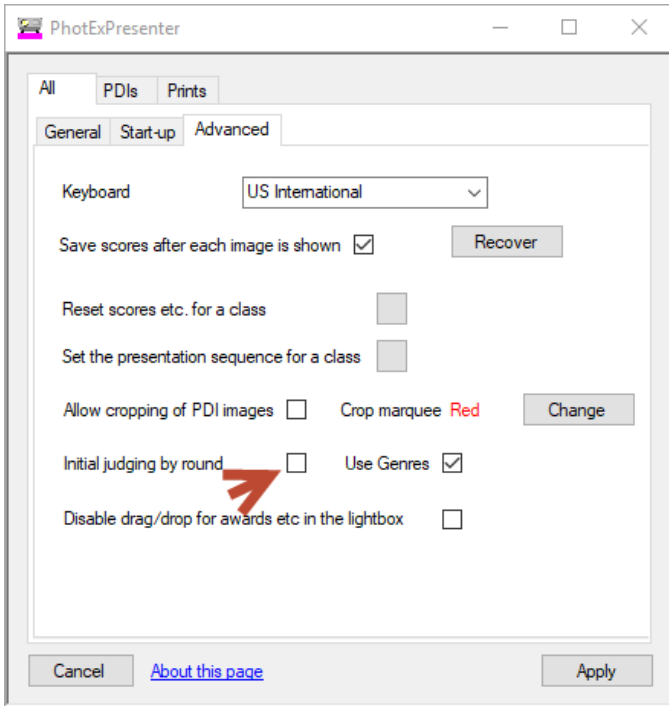 PhotExPresenter
All PDIs Prints
General Start-up Advanced
Keyboard US International
Save scores after each image is shown Recover
Reset scores etc. for a class
Set the presentation sequence for a class
Allow cropping of PDI images Crop marquee Red Change
Initial judging by round Use Genres
Disable drag/drop for awards etc in the lightbox
Cancel About this page Apply